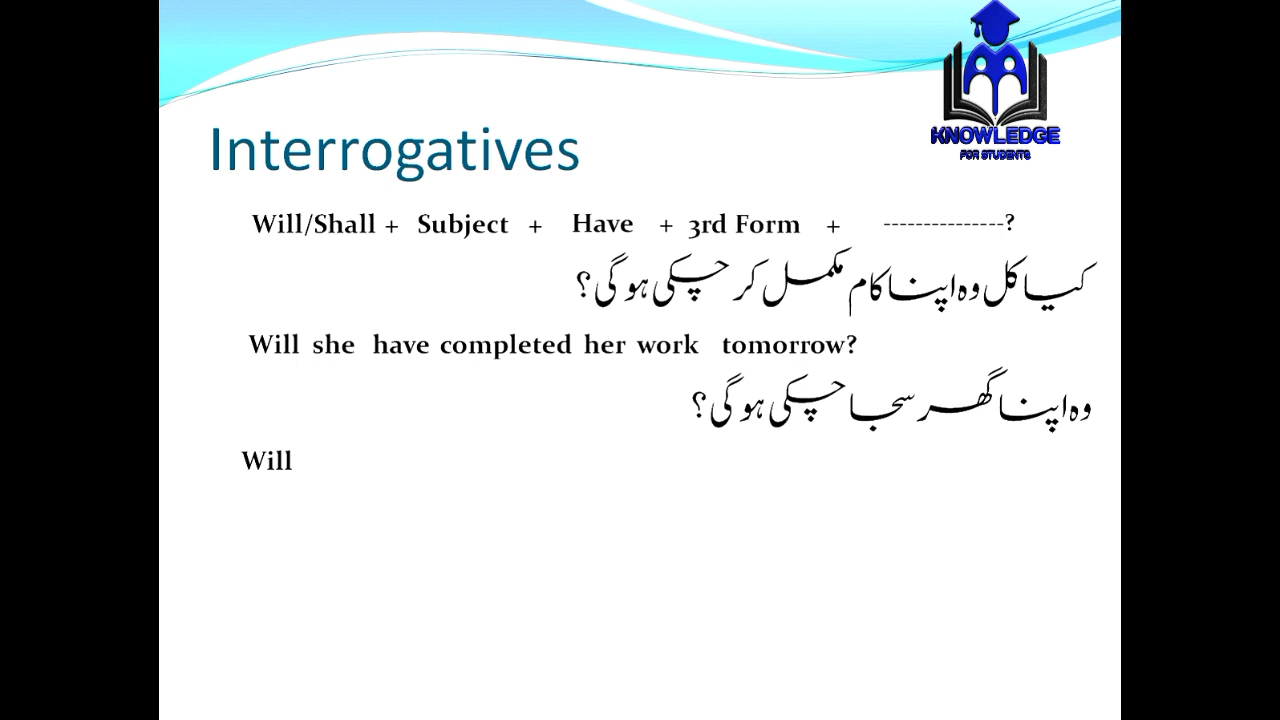 KNOWLEDGE
FOR STUDENTS
Interrogatives
Will/Shall + Subject + Have + 3rd Form + ---------------?
کیا کل وہ اپنا کام مکمل کر چکی ہو گی؟
Will she have completed her work tomorrow?
وہ اپنا گھر سجا چکی ہو گی؟
Will